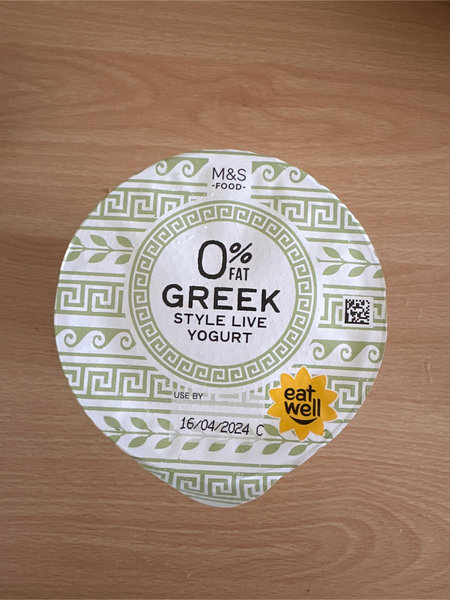 M&S
-FOOD-
0%
FAT
GREEK
STYLE LIVE
YOGURT
USE BY
16/04/2024 C
eat
well